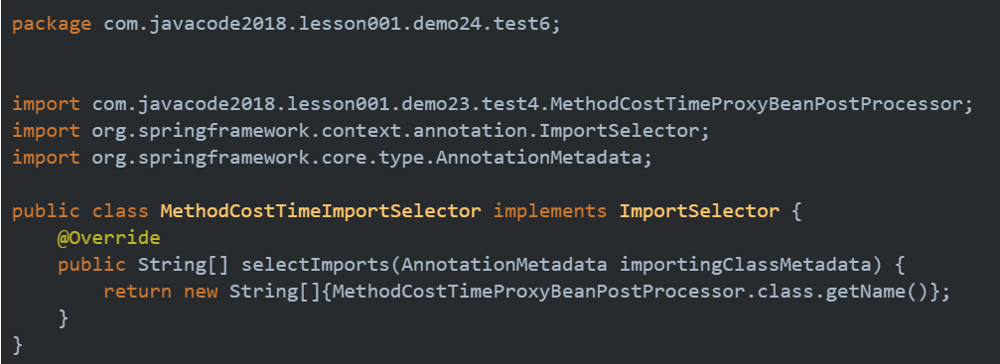 package com.javacode2018.lesson001.demo24.test6;
import com.javacode2018.lesson001.demo23.test4.MethodCostTimeProxyBeanPostProcessor;
import org.springframework.context.annotation.ImportSelector;
import org.springframework.core.type.AnnotationMetadata;
public class MethodCostTimeImportSelector implements ImportSelector {
    @Override
    public String[] selectImports(AnnotationMetadata importingClassMetadata) {
        return new String[]{MethodCostTimeProxyBeanPostProcessor.class.getName()};
    }
}